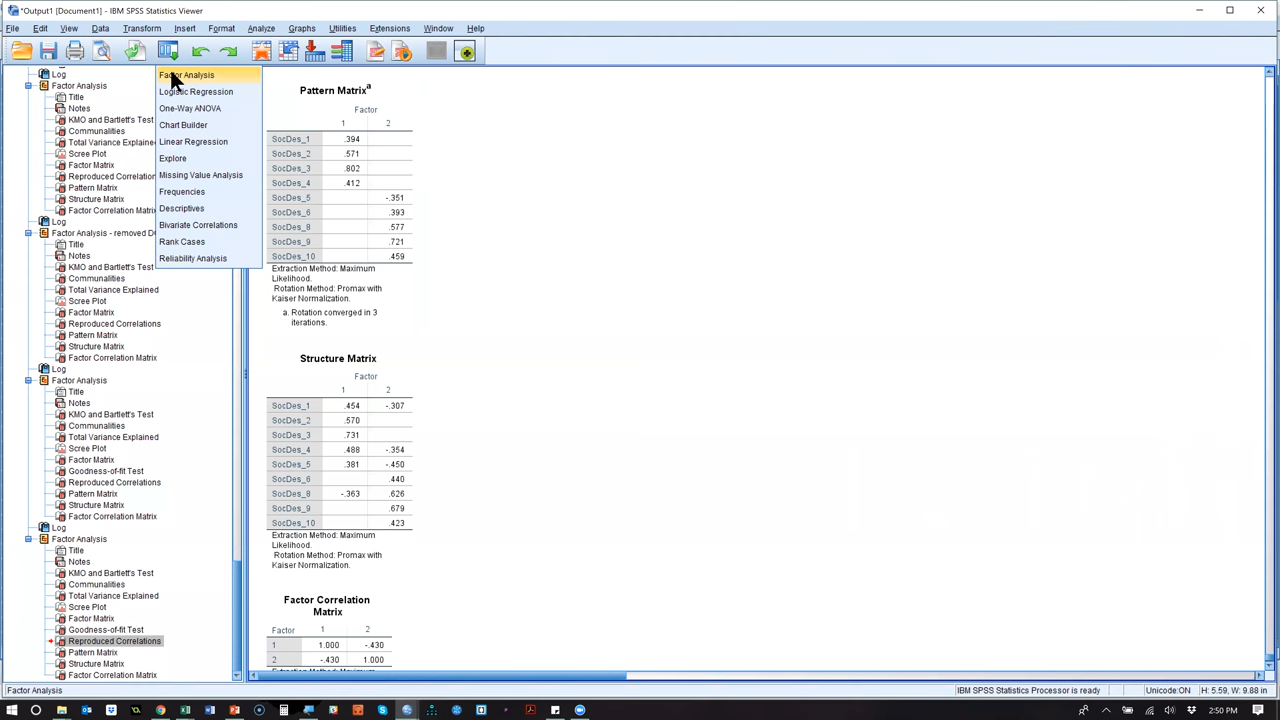 *Output1 [Document1] - IBM SPSS Statistics Viewer
File Edit View Data Transform Insert Format Analyze Graphs Utilities Extensions Window Help
Log
Factor Analysis
Title
Notes
KMO and Bartlett's Test
Communalities
Total Variance Explained
Scree Plot
Factor Matrix
Reproduced Correlations
Pattern Matrix
Structure Matrix
Factor Correlation Matrix
Log
Factor Analysis - removed D
Title
Notes
KMO and Bartlett's Test
Communalities
Total Variance Explained
Scree Plot
Factor Matrix
Reproduced Correlations
Pattern Matrix
Structure Matrix
Factor Correlation Matrix
Log
Factor Analysis
Title
Notes
KMO and Bartlett's Test
Communalities
Total Variance Explained
Scree Plot
Factor Matrix
Goodness-of-fit Test
Reproduced Correlations
Pattern Matrix
Structure Matrix
Factor Correlation Matrix
Log
Factor Analysis
Title
Notes
KMO and Bartlett's Test
Communalities
Total Variance Explained
Scree Plot
Factor Matrix
Goodness-of-fit Test
Reproduced Correlations
Pattern Matrix
Structure Matrix
Factor Correlation Matrix
Factor Analysis
Logistic Regression
One-Way ANOVA
Chart Builder
Linear Regression
Explore
Missing Value Analysis
Frequencies
Descriptives
Bivariate Correlations
Rank Cases
Reliability Analysis
Pattern Matrixa
Factor
1 2
SocDes_1 .394
SocDes_2 .571
SocDes_3 .802
SocDes_4 .412
SocDes_5 -.351
SocDes_6 .393
SocDes_8 .577
SocDes_9 .721
SocDes_10 .459
Extraction Method: Maximum
Likelihood.
Rotation Method: Promax with
Kaiser Normalization.
a. Rotation converged in 3
iterations.
Structure Matrix
Factor
1 2
SocDes_1 .454 -.307
SocDes_2 .570
SocDes_3 .731
SocDes_4 .488 -.354
SocDes_5 .381 -.450
SocDes_6 .440
SocDes_8 -.363 .626
SocDes_9 .679
SocDes_10 .423
Extraction Method: Maximum
Likelihood.
Rotation Method: Promax with
Kaiser Normalization.
Factor Correlation
Matrix
Factor 1 2
1 1.000 -.430
2 -.430 1.000
Extraction Method: Maximum
Factor Analysis
IBM SPSS Statistics Processor is ready Unicode:ON H: 5.59, W: 9.88 in
2:50 PM